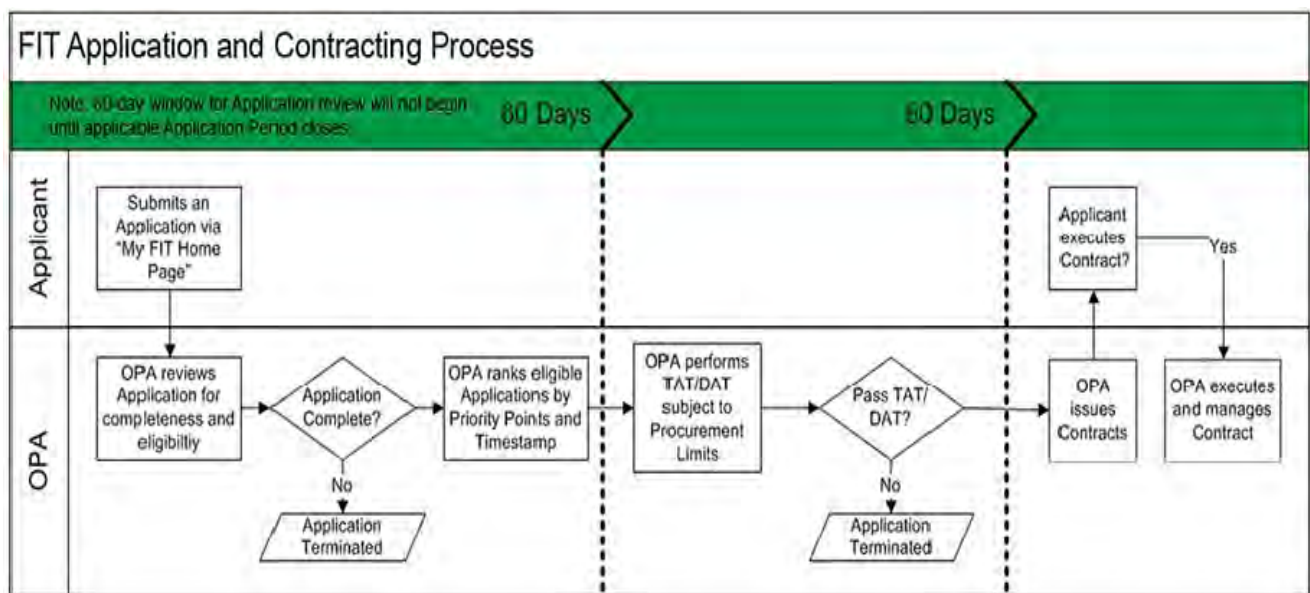 FIT Application and Contracting Process
Note: 60-day window for Application review will not begin
until applicable Application Period closes.
60 Days
60 Days
Applicant
Submits an
Application via
"My FIT Home
Page"
Applicant
executes
Contract?
Yes
OPA
OPA reviews
Application for
completeness and
eligibiltiy
Application
Complete?
No
Application
Terminated
OPA ranks eligible
Applications by
Priority Points and
Timestamp
OPA performs
TAT/DAT
subject to
Procurement
Limits
Pass TAT/
DAT?
No
Application
Terminated
OPA
issues
Contracts
OPA executes
and manages
Contract